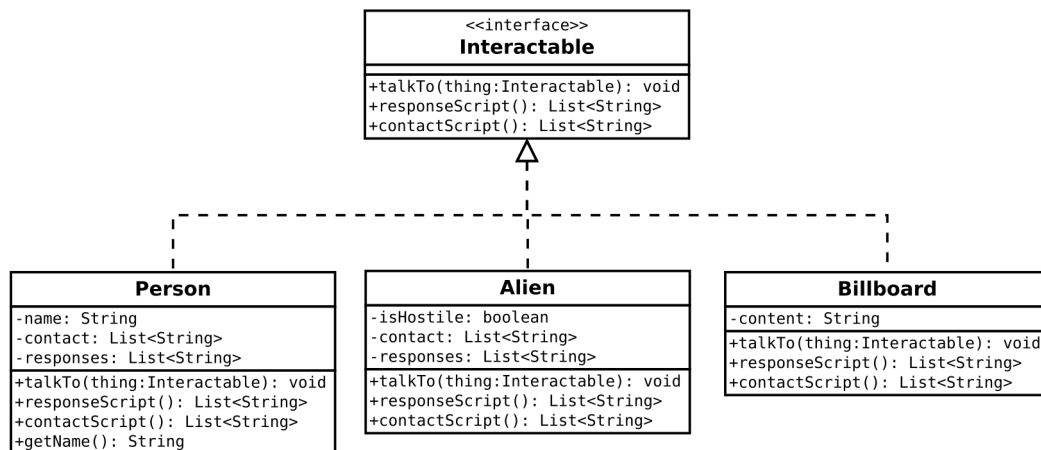 <<interface>>
Interactable
+talkTo(thing:Interactable): void
+responseScript(): List<String>
+contactScript(): List<String>
Person
-name: String
-contact: List<String>
-responses: List<String>
+talkTo(thing:Interactable): void
+responseScript(): List<String>
+contactScript(): List<String>
+getName(): String
Alien
-isHostile: boolean
-contact: List<String>
-responses: List<String>
+talkTo(thing:Interactable): void
+responseScript(): List<String>
+contactScript(): List<String>
Billboard
-content: String
+talkTo(thing:Interactable): void
+responseScript(): List<String>
+contactScript(): List<String>